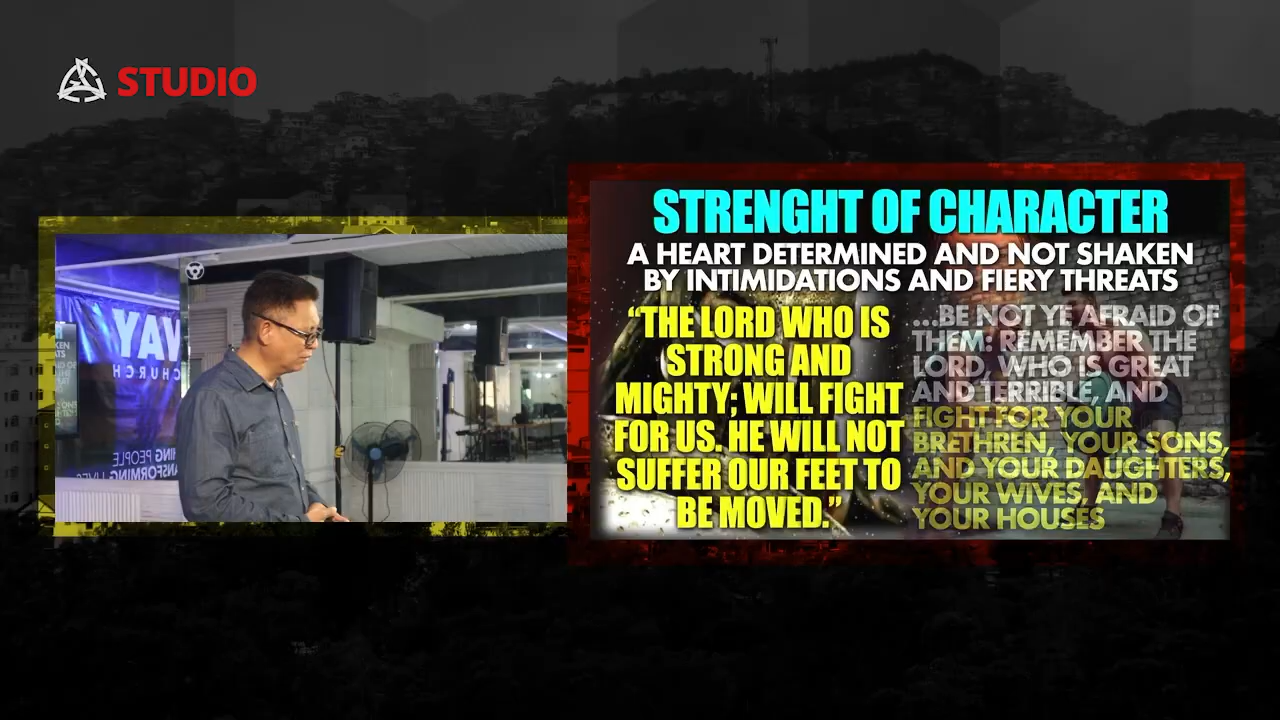 STUDIO
STRENGHT OF CHARACTER
A HEART DETERMINED AND NOT SHAKEN
BY INTIMIDATIONS AND FIERY THREATS
“THE LORD WHO IS
STRONG AND
MIGHTY; WILL FIGHT
FOR US. HE WILL NOT
SUFFER OUR FEET TO
BE MOVED.”
...BE NOT YE AFRAID OF
THEM: REMEMBER THE
LORD, WHO IS GREAT
AND TERRIBLE, AND
FIGHT FOR YOUR
BRETHREN, YOUR SONS,
AND YOUR DAUGHTERS,
YOUR WIVES, AND
YOUR HOUSES
WAY
CHURCH